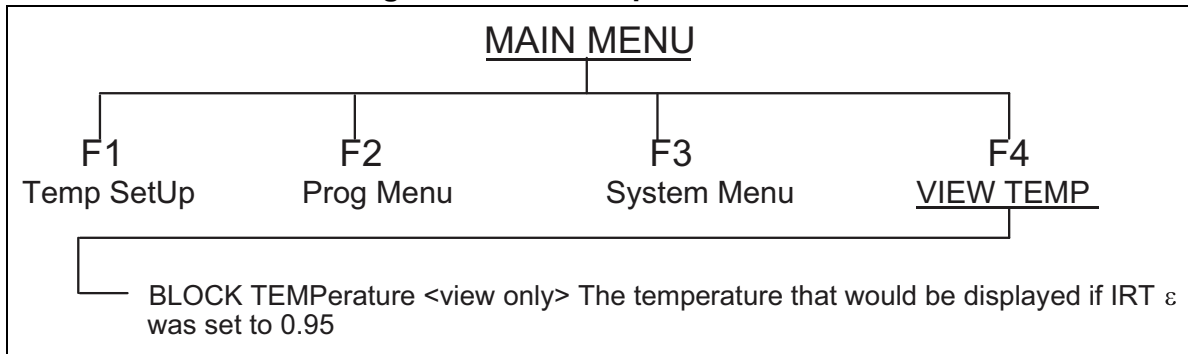 MAIN MENU
F1 F2 F3 F4
Temp SetUp Prog Menu System Menu VIEW TEMP
BLOCK TEMPerature <view only> The temperature that would be displayed if IRT ε
was set to 0.95